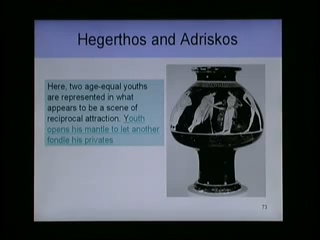 Hegerthos and Adriskos
Here, two age-equal youths
are represented in what
appears to be a scene of
reciprocal attraction. Youth
opens his mantle to let another
fondle his privates
73